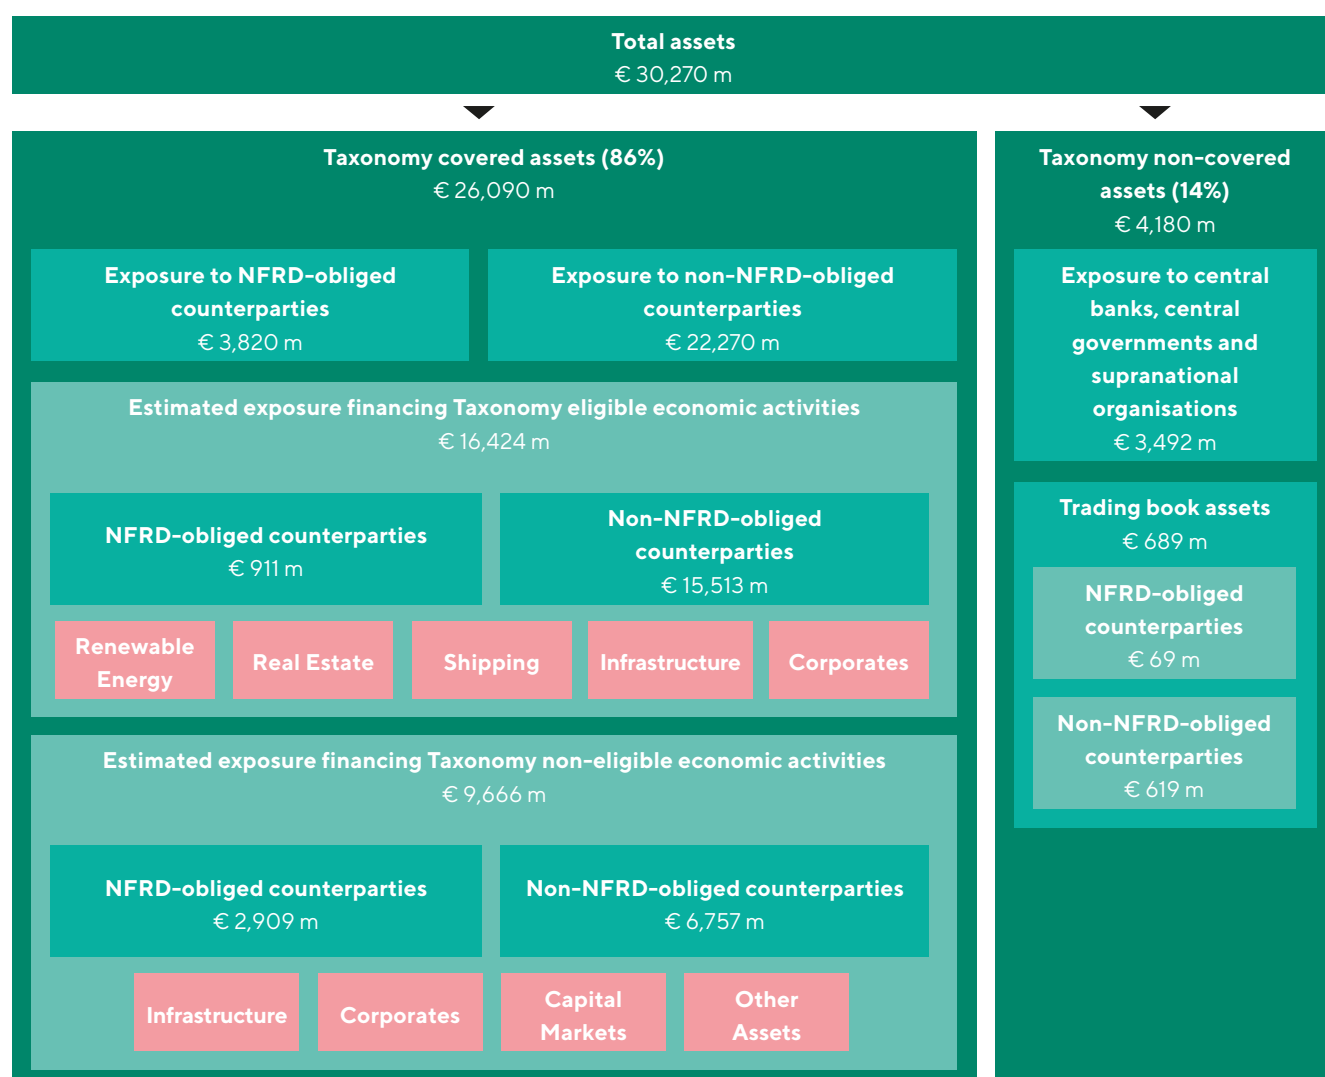 Total assets
€ 30,270 m
Taxonomy covered assets (86%)
€ 26,090 m
Exposure to NFRD-obliged
counterparties
€ 3,820 m
Exposure to non-NFRD-obliged
counterparties
€ 22,270 m
Estimated exposure financing Taxonomy eligible economic activities
€ 16,424 m
NFRD-obliged counterparties
€ 911 m
Non-NFRD-obliged
counterparties
€ 15,513 m
Renewable
Energy
Real Estate
Shipping
Infrastructure
Corporates
Estimated exposure financing Taxonomy non-eligible economic activities
€ 9,666 m
NFRD-obliged counterparties
€ 2,909 m
Non-NFRD-obliged counterparties
€ 6,757 m
Infrastructure
Corporates
Capital
Markets
Other
Assets
Taxonomy non-covered
assets (14%)
€ 4,180 m
Exposure to central
banks, central
governments and
supranational
organisations
€ 3,492 m
Trading book assets
€ 689 m
NFRD-obliged
counterparties
€ 69 m
Non-NFRD-obliged
counterparties
€ 619 m